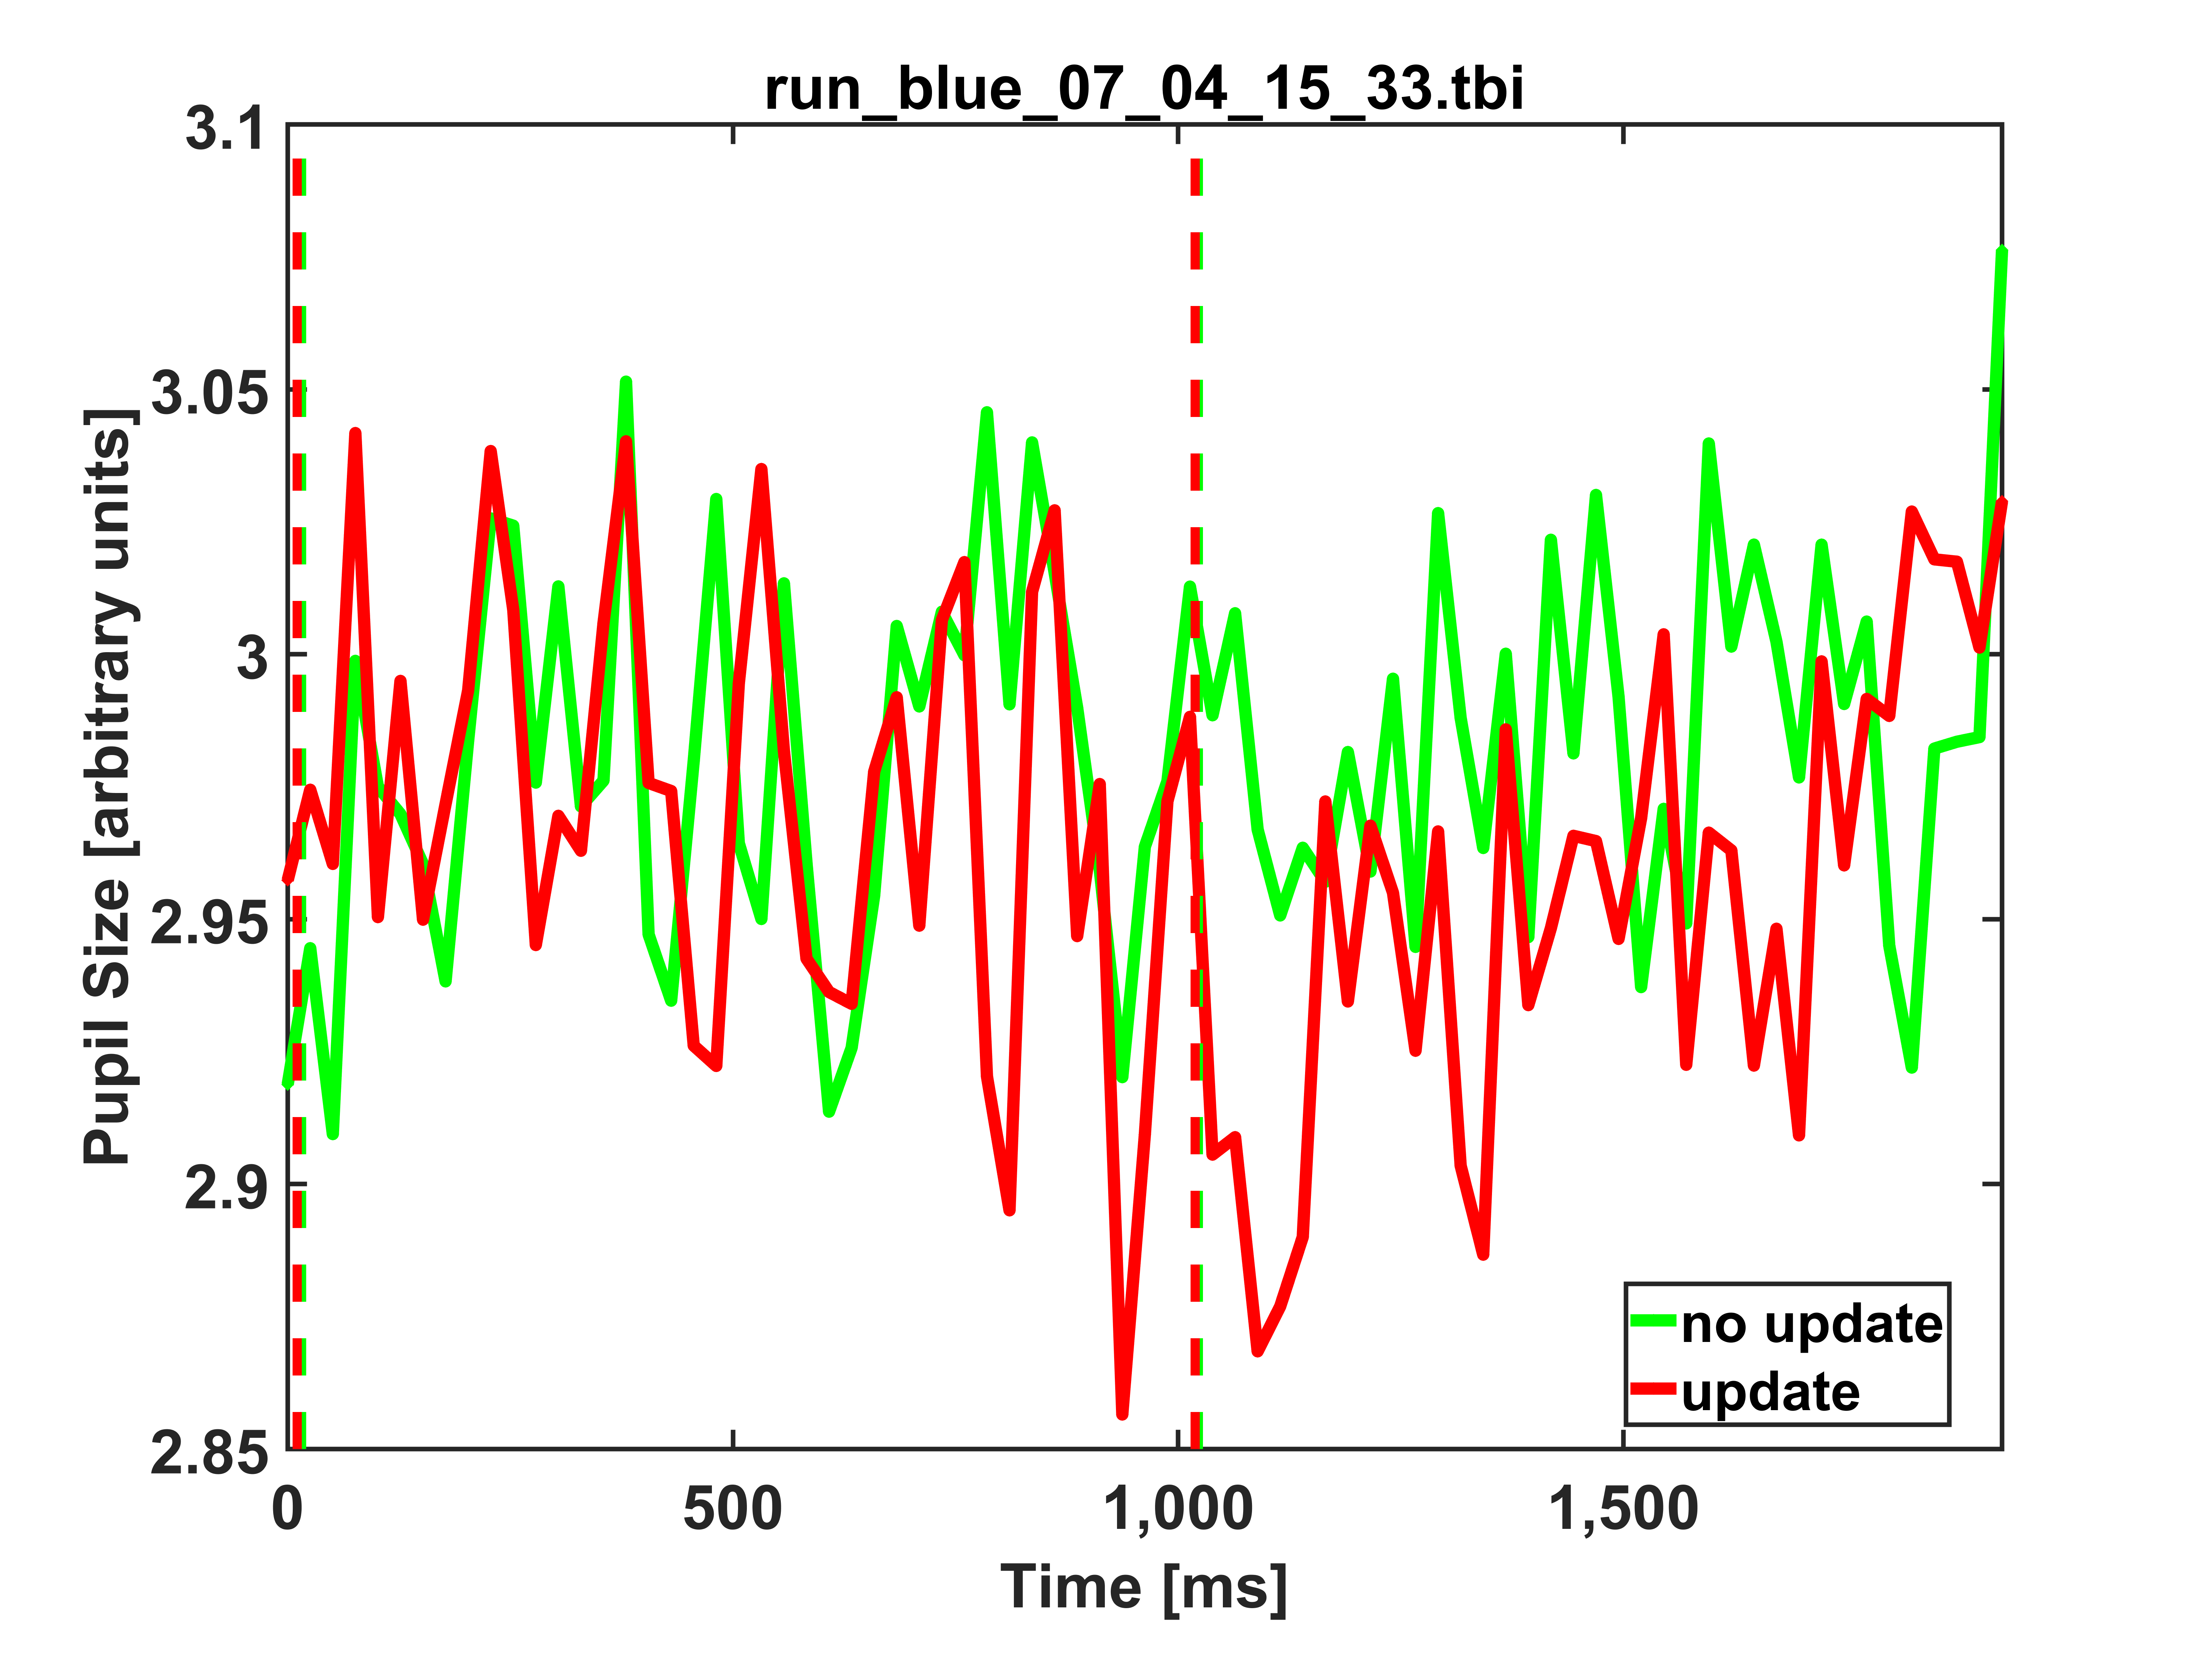 run_blue_07_04_15_33.tbi
3.1
3.05
3
2.95
2.9
2.85
Pupil Size [arbitrary units]
0 500 1,000 1,500
Time [ms]
no update
update